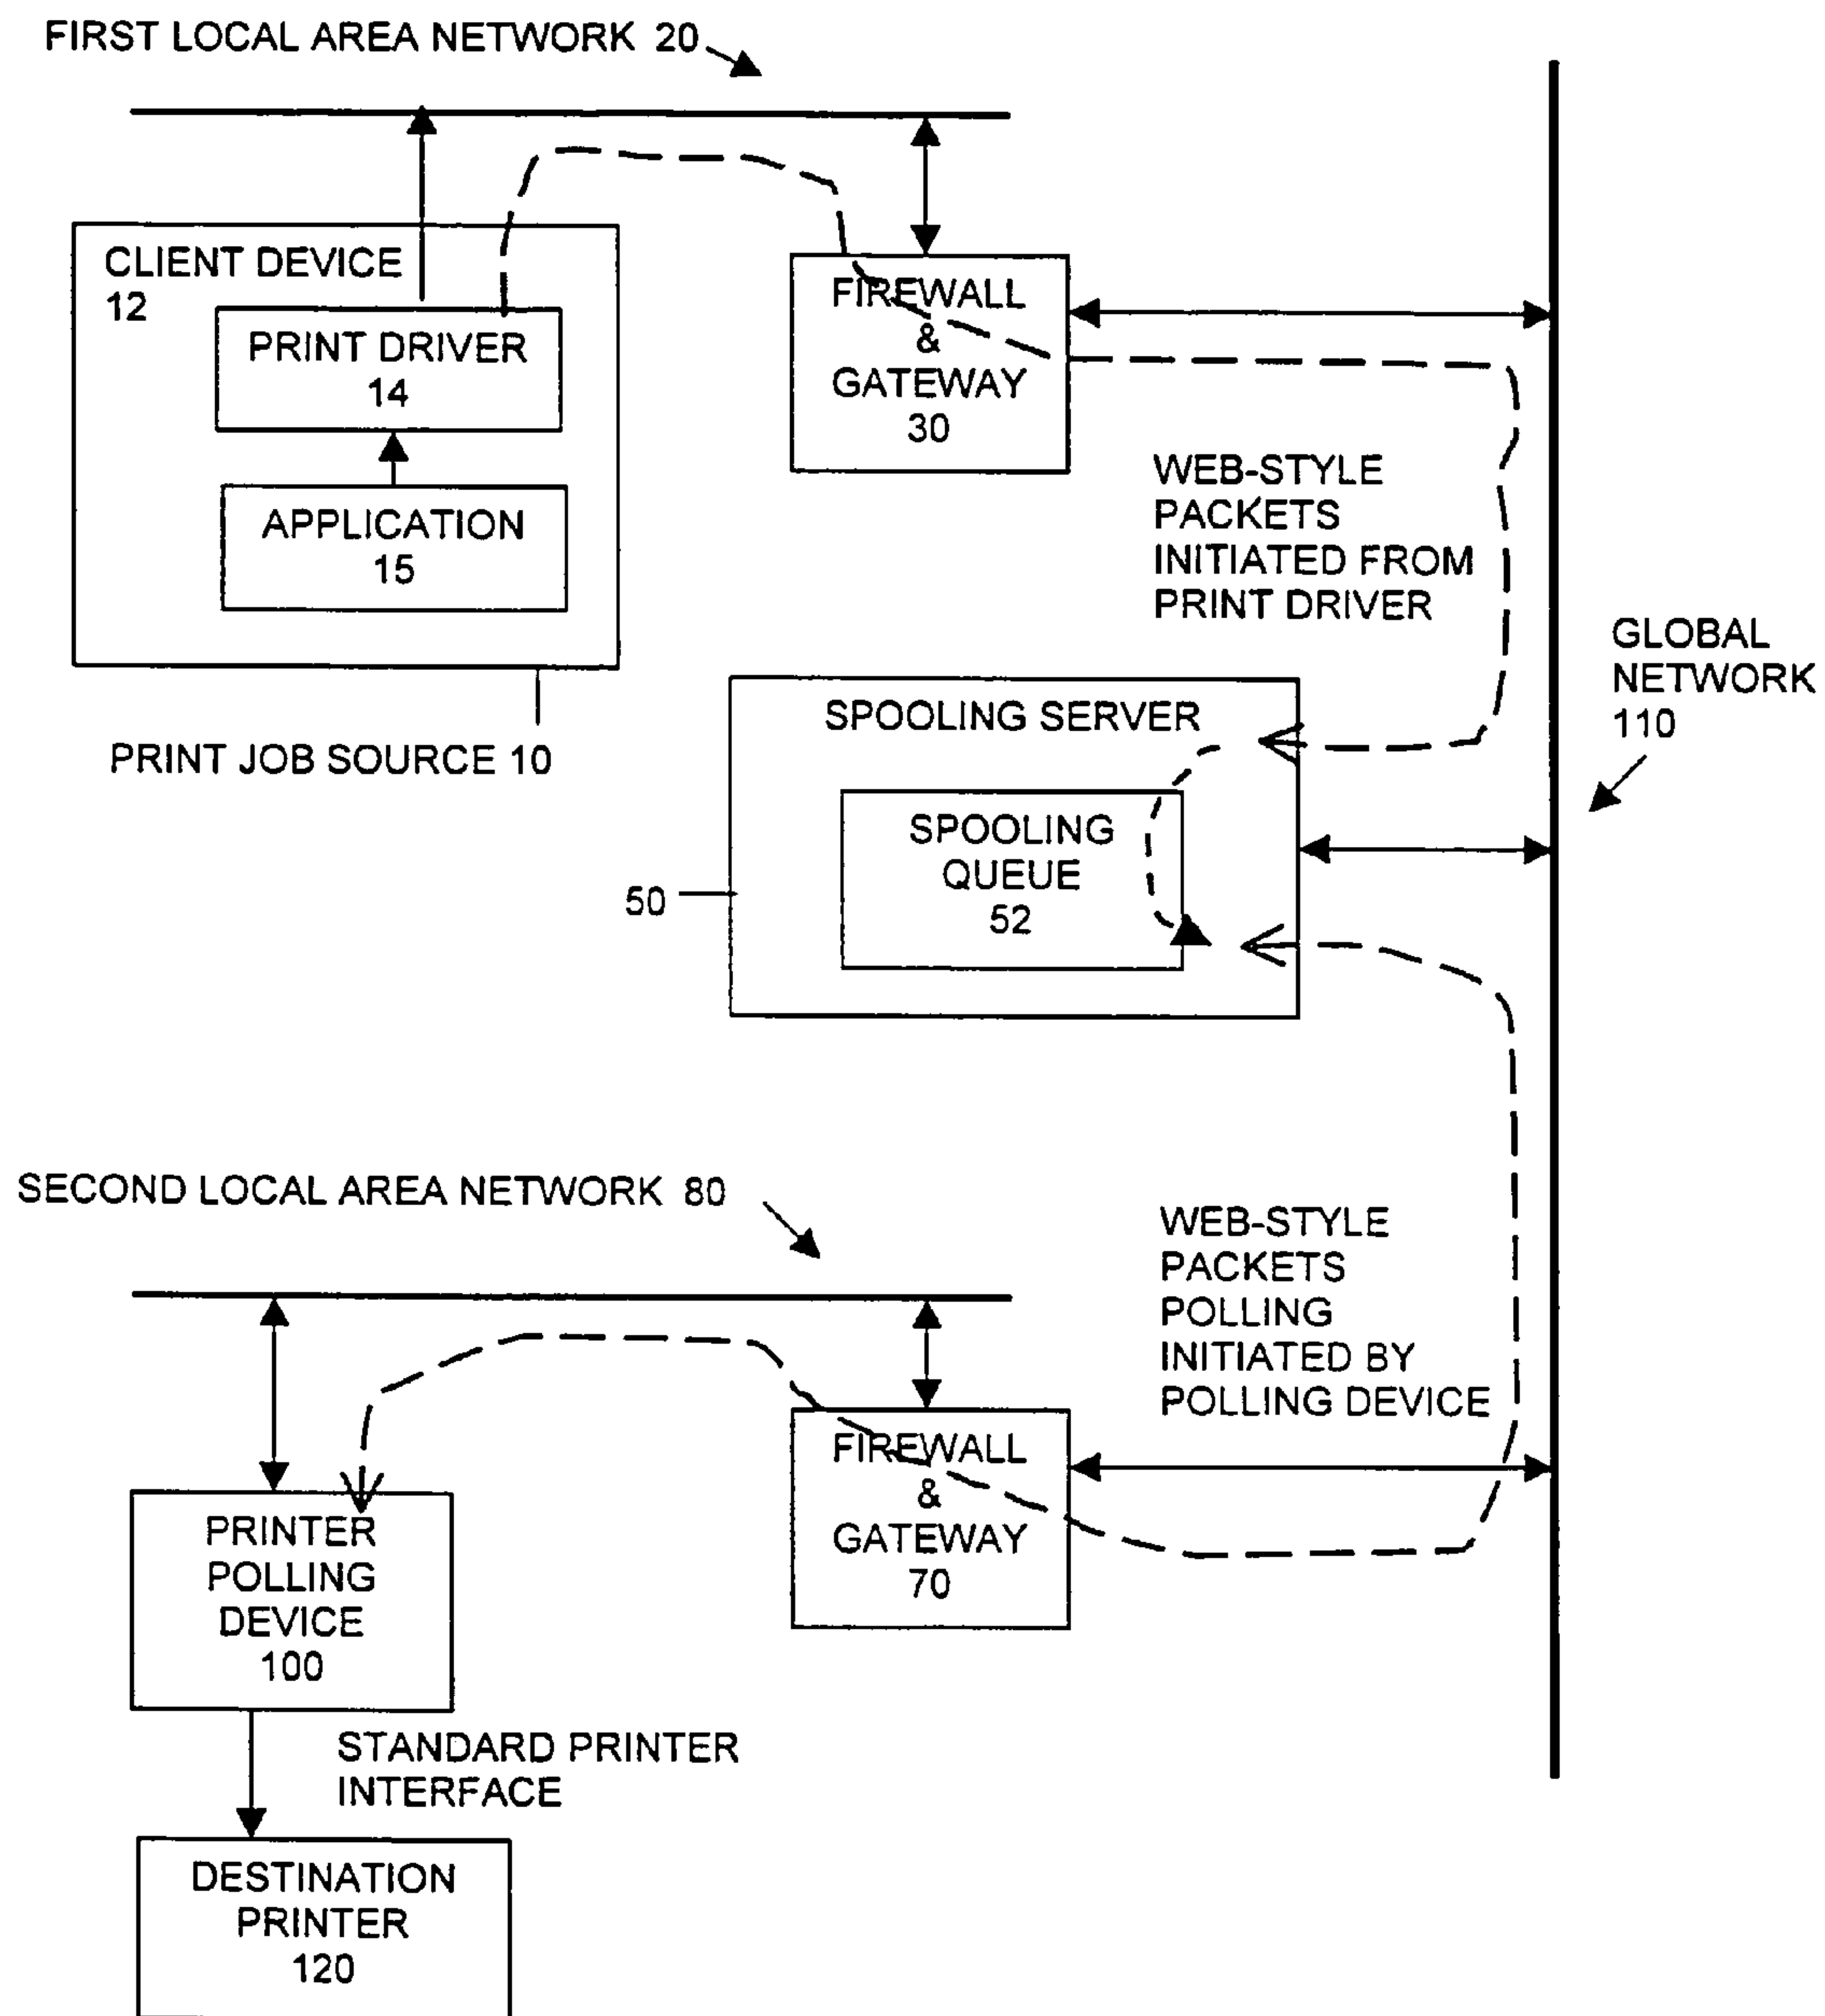 FIRST LOCAL AREA NETWORK 20
CLIENT DEVICE
12
PRINT DRIVER
14
APPLICATION
15
PRINT JOB SOURCE 10
FIREWALL
&
GATEWAY
30
WEB-STYLE
PACKETS
INITIATED FROM
PRINT DRIVER
GLOBAL
NETWORK
110
SPOOLING SERVER
SPOOLING
QUEUE
52
50
SECOND LOCAL AREA NETWORK 80
WEB-STYLE
PACKETS
POLLING
INITIATED BY
POLLING DEVICE
FIREWALL
&
GATEWAY
70
PRINTER
POLLING
DEVICE
100
STANDARD PRINTER
INTERFACE
DESTINATION
PRINTER
120